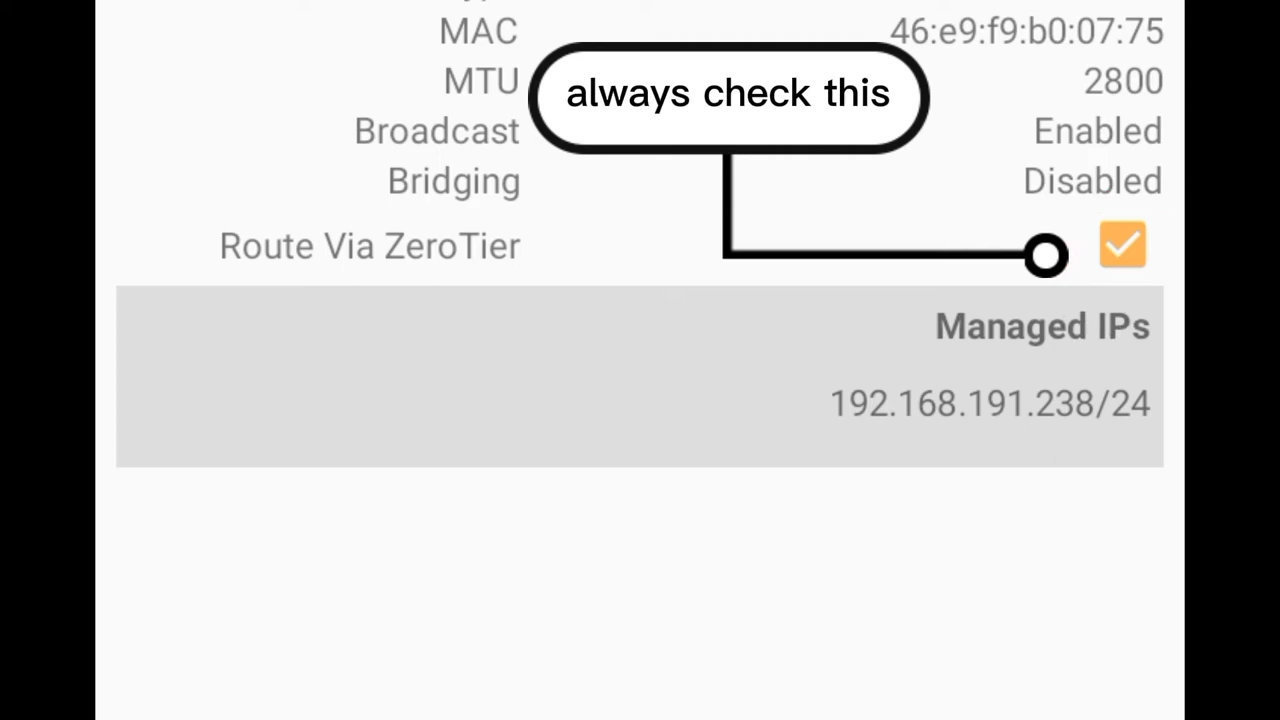 MAC 46:e9:f9:b0:07:75
always check this
MTU 2800
Broadcast Enabled
Bridging Disabled
Route Via ZeroTier
Managed IPs
192.168.191.238/24